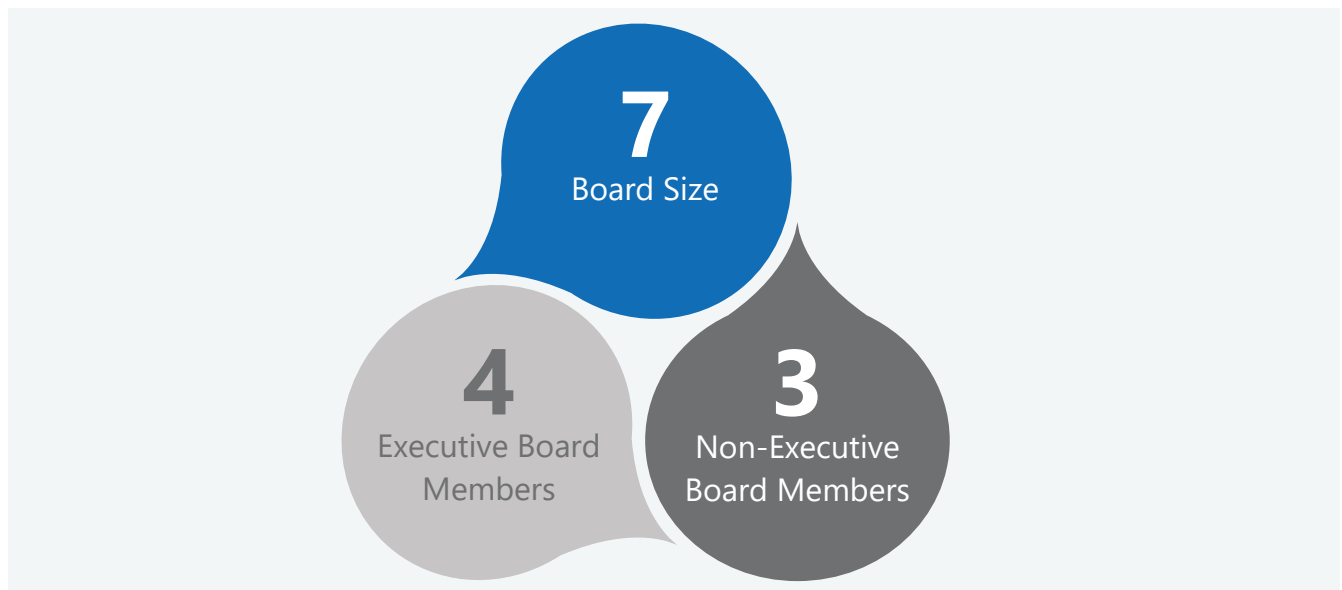 7
Board Size
4
Executive Board
Members
3
Non-Executive
Board Members